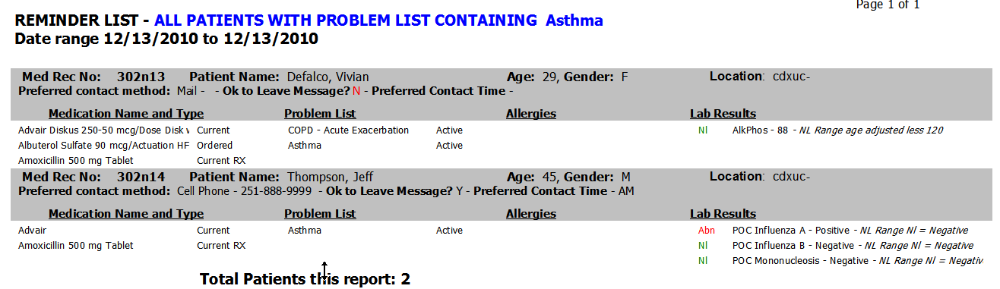 Page 1 of 1
REMINDER LIST - ALL PATIENTS WITH PROBLEM LIST CONTAINING Asthma
Date range 12/13/2010 to 12/13/2010
Med Rec No: 302n13 Patient Name: Defalco, Vivian Age: 29, Gender: F Location: cdxuc-
Preferred contact method: Mail - - Ok to Leave Message? N - Preferred Contact Time -
Medication Name and Type Problem List Allergies Lab Results
Advair Diskus 250-50 mcg/Dose Disk Current COPD - Acute Exacerbation Active Nl AlkPhos - 88 - NL Range age adjusted less 120
Albuterol Sulfate 90 mcg/Actuation HF Ordered Asthma Active
Amoxicillin 500 mg Tablet Current RX
Med Rec No: 302n14 Patient Name: Thompson, Jeff Age: 45, Gender: M Location: cdxuc-
Preferred contact method: Cell Phone - 251-888-9999 - Ok to Leave Message? Y - Preferred Contact Time - AM
Medication Name and Type Problem List Allergies Lab Results
Advair Current Asthma Active Abn POC Influenza A - Positive - NL Range Nl = Negative
Amoxicillin 500 mg Tablet Current RX Nl POC Influenza B - Negative - NL Range Nl = Negative
Nl POC Mononucleosis - Negative - NL Range Nl = Negativ
Total Patients this report: 2